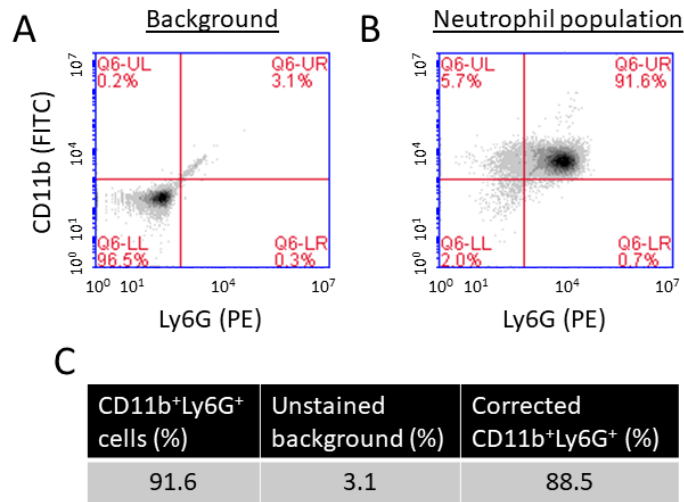 A
Background
B
Neutrophil population
Q6-UL
0.2%
Q6-UR
3.1%
Q6-UL
5.7%
Q6-UR
91.6%
CD11b (FITC)
10⁷
10⁴
10¹
10⁰
10⁷
10⁴
10¹
10⁰
Q6-LL
96.5%
Q6-LR
0.3%
Q6-LL
2.0%
Q6-LR
0.7%
10⁰ 10¹ 10⁴ 10⁷
10⁰ 10¹ 10⁴ 10⁷
Ly6G (PE)
Ly6G (PE)
C
CD11b⁺Ly6G⁺
cells (%)
Unstained
background (%)
Corrected
CD11b⁺Ly6G⁺ (%)
91.6
3.1
88.5